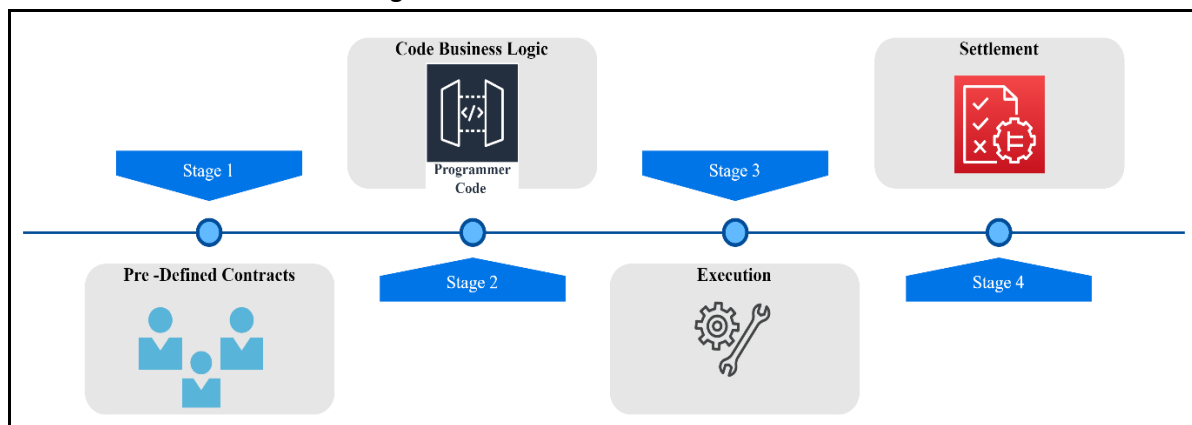 Code Business Logic
Settlement
</>
Programmer
Code
Stage 1
Stage 3
Pre -Defined Contracts
Stage 2
Execution
Stage 4